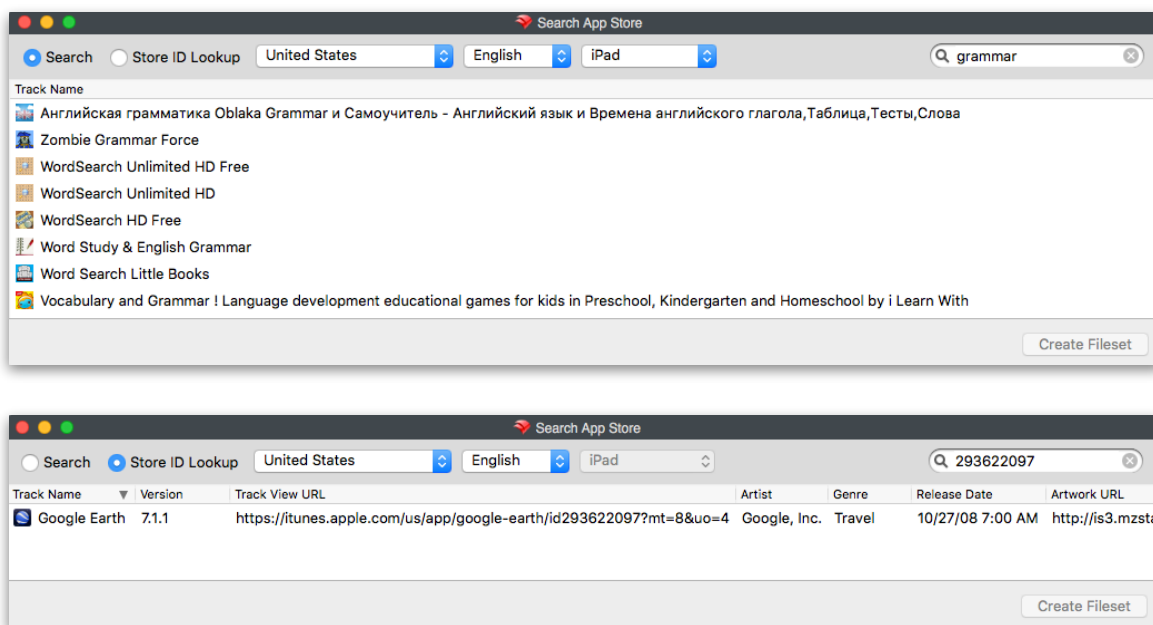 Search App Store
Search Store ID Lookup United States English iPad grammar
Track Name
Английская грамматика Oblaka Grammar и Самоучитель - Английский язык и Времена английского глагола,Таблица,Тесты,Слова
Zombie Grammar Force
WordSearch Unlimited HD Free
WordSearch Unlimited HD
WordSearch HD Free
Word Study & English Grammar
Word Search Little Books
Vocabulary and Grammar ! Language development educational games for kids in Preschool, Kindergarten and Homeschool by i Learn With
Create Fileset
Search App Store
Search Store ID Lookup United States English iPad 293622097
Track Name Version Track View URL Artist Genre Release Date Artwork URL
Google Earth 7.1.1 https://itunes.apple.com/us/app/google-earth/id293622097?mt=8&uo=4 Google, Inc. Travel 10/27/08 7:00 AM http://is3.mzsta
Create Fileset